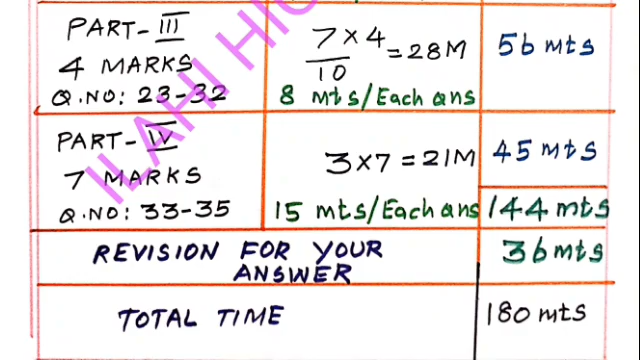 PART-III
4 MARKS
Q.NO: 23-32
7 × 4 = 28M
10
8 mts/Each ans
56 mts
PART-IV
7 MARKS
Q.NO: 33-35
3×7 = 21M
15 mts/Each ans
45 mts
144 mts
REVISION FOR YOUR
ANSWER
36 mts
TOTAL TIME
180 mts
ILAHI HIG